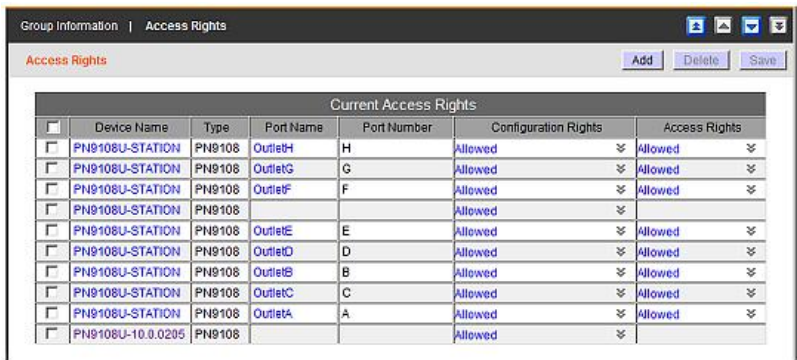 Group Information | Access Rights
Access Rights Add Delete Save
Current Access Rights
Device Name Type Port Name Port Number Configuration Rights Access Rights
PN9108U-STATION PN9108 OutletH H Allowed Allowed
PN9108U-STATION PN9108 OutletG G Allowed Allowed
PN9108U-STATION PN9108 OutletF F Allowed Allowed
PN9108U-STATION PN9108 Allowed
PN9108U-STATION PN9108 OutletE E Allowed Allowed
PN9108U-STATION PN9108 OutletD D Allowed Allowed
PN9108U-STATION PN9108 OutletB B Allowed Allowed
PN9108U-STATION PN9108 OutletC C Allowed Allowed
PN9108U-STATION PN9108 OutletA A Allowed Allowed
PN9108U-10.0.0205 PN9108 Allowed